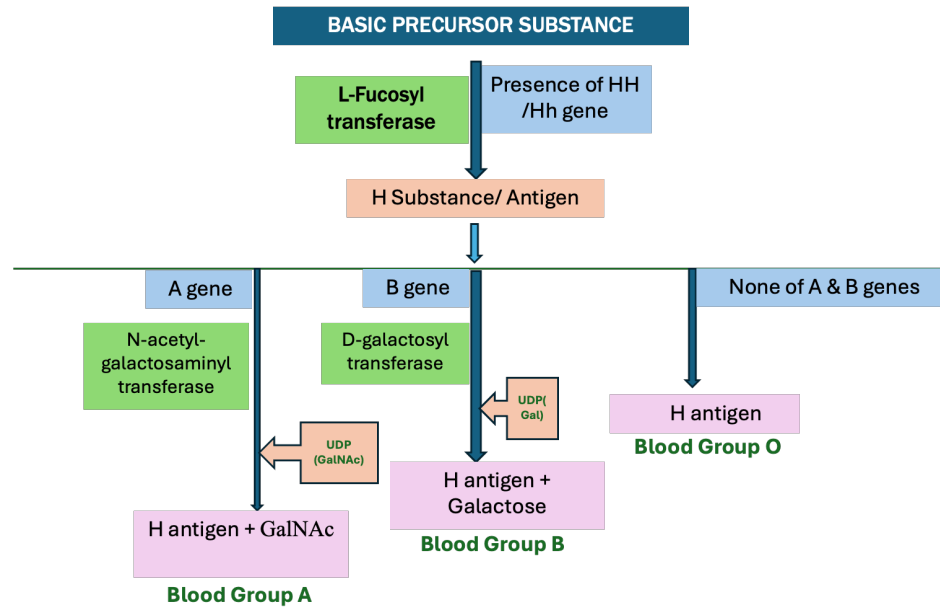 BASIC PRECURSOR SUBSTANCE
L-Fucosyl
transferase
Presence of HH
/Hh gene
H Substance/ Antigen
A gene
N-acetyl-
galactosaminyl
transferase
UDP
(GalNAc)
H antigen + GalNAc
Blood Group A
B gene
D-galactosyl
transferase
UDP(
Gal)
H antigen +
Galactose
Blood Group B
None of A & B genes
H antigen
Blood Group O